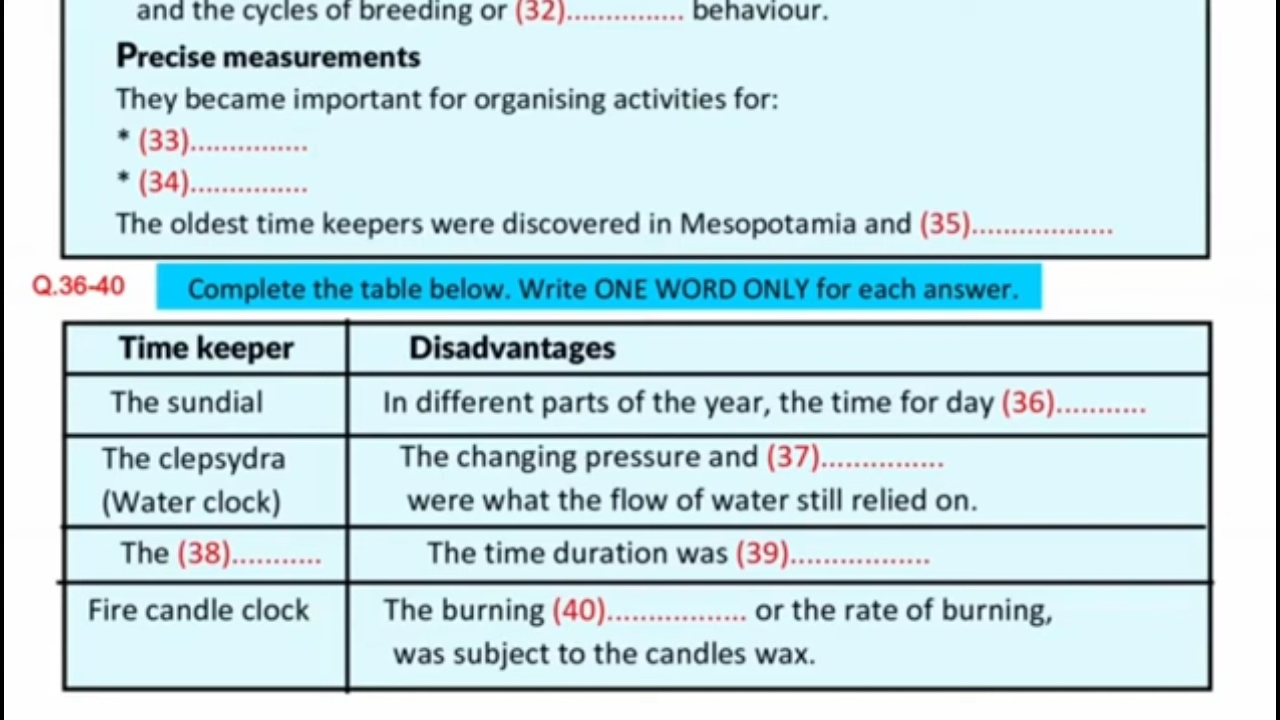 and the cycles of breeding or (32)............... behaviour.
Precise measurements
They became important for organising activities for:
* (33)...............
* (34)...............
The oldest time keepers were discovered in Mesopotamia and (35)..................
Q.36-40 Complete the table below. Write ONE WORD ONLY for each answer.
Time keeper Disadvantages
The sundial In different parts of the year, the time for day (36)...........
The clepsydra The changing pressure and (37)...............
(Water clock) were what the flow of water still relied on.
The (38)........... The time duration was (39).................
Fire candle clock The burning (40)................. or the rate of burning,
was subject to the candles wax.